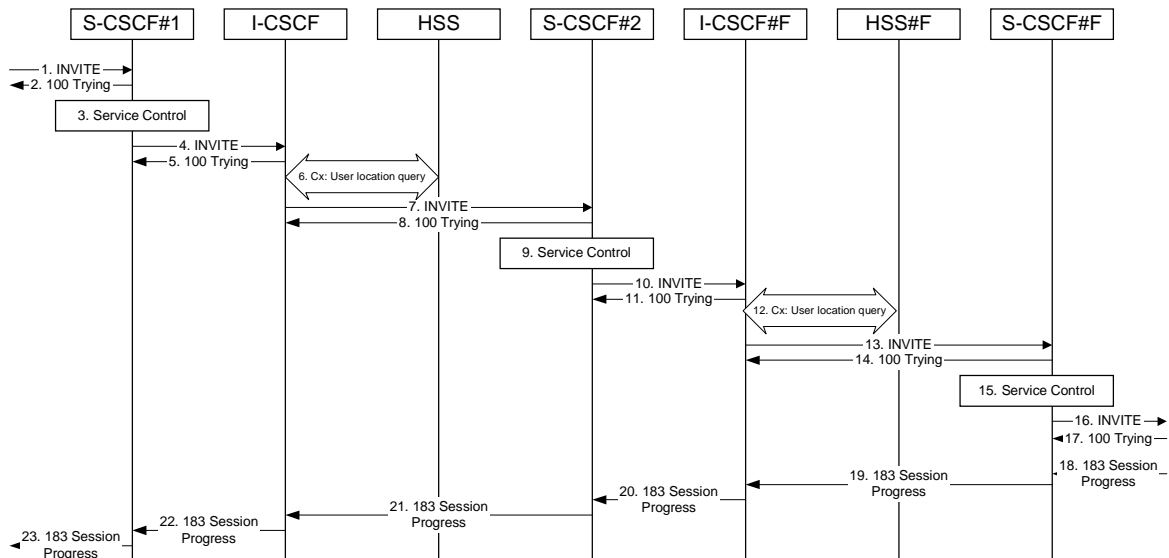 S-CSCF#1
I-CSCF
HSS
S-CSCF#2
I-CSCF#F
HSS#F
S-CSCF#F
1. INVITE
2. 100 Trying
3. Service Control
4. INVITE
5. 100 Trying
6. Cx: User location query
7. INVITE
8. 100 Trying
9. Service Control
10. INVITE
11. 100 Trying
12. Cx: User location query
13. INVITE
14. 100 Trying
15. Service Control
16. INVITE
17. 100 Trying
18. 183 Session
Progress
19. 183 Session
Progress
20. 183 Session
Progress
21. 183 Session
Progress
22. 183 Session
Progress
23. 183 Session
Progress